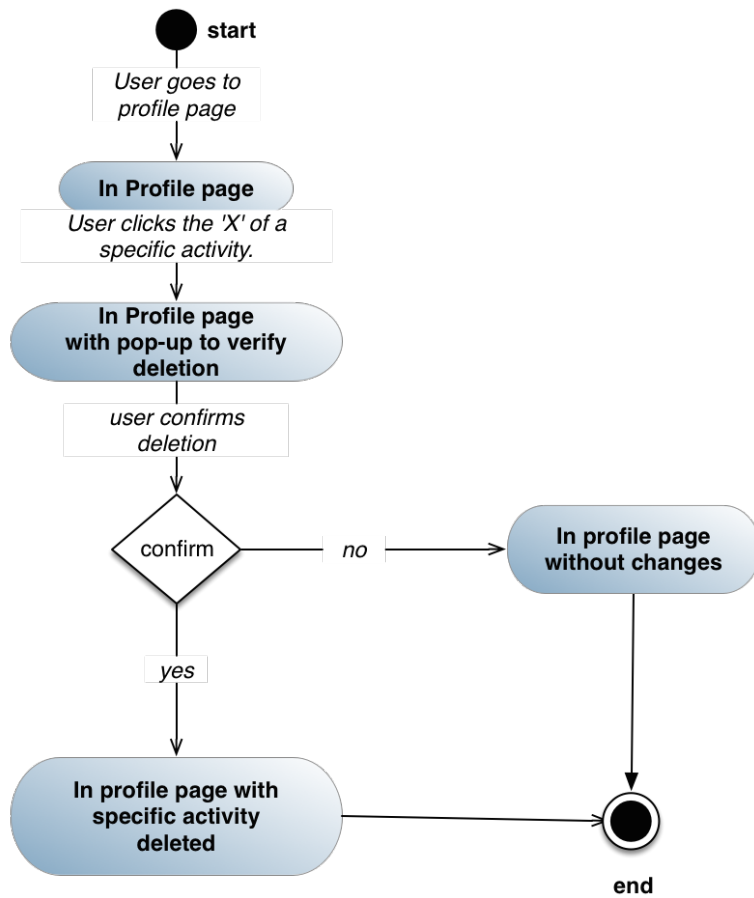 start
User goes to
profile page
In Profile page
User clicks the 'X' of a
specific activity.
In Profile page
with pop-up to verify
deletion
user confirms
deletion
confirm
no
In profile page
without changes
yes
In profile page with
specific activity
deleted
end